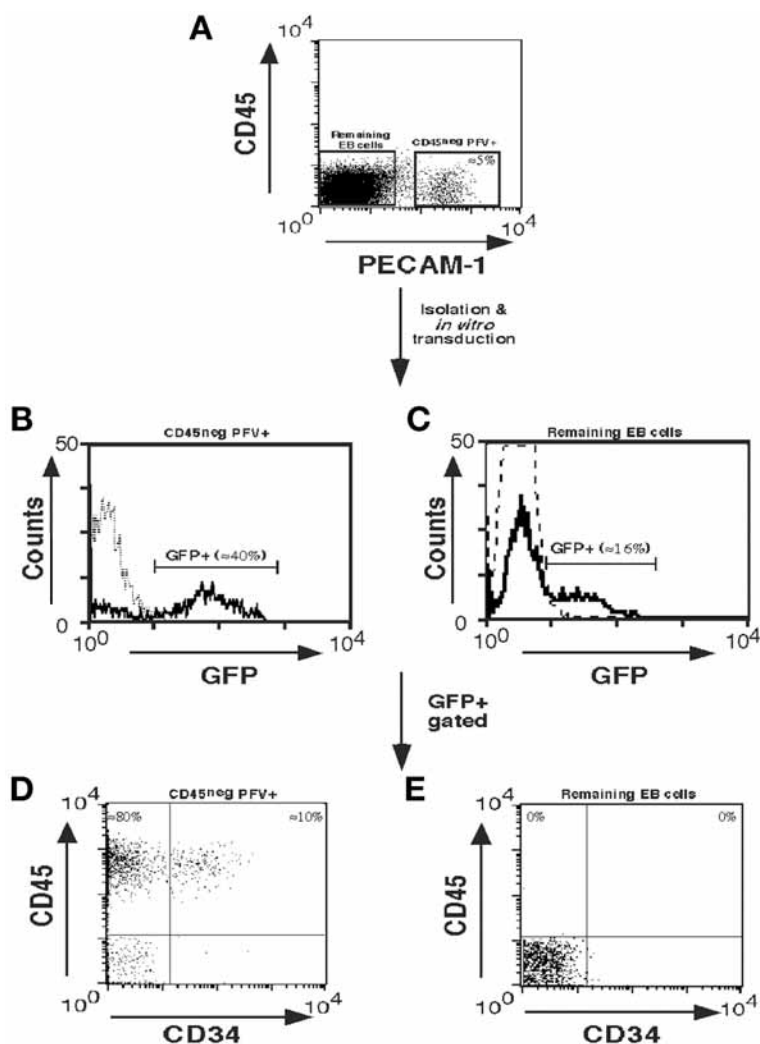 A
10⁴
CD45
Remaining
EB cells
CD45neg PFV+
≈5%
10⁰
10⁴
PECAM-1
Isolation &
in vitro
transduction
B
CD45neg PFV+
50
Counts
GFP+ (≈40%)
0
10⁰
10⁴
GFP
C
Remaining EB cells
50
Counts
GFP+ (≈16%)
0
10⁰
10⁴
GFP
GFP+
gated
D
CD45neg PFV+
10⁴
≈80%
≈10%
CD45
10⁰
10⁴
CD34
E
Remaining EB cells
10⁴
0%
0%
CD45
10⁰
10⁴
CD34